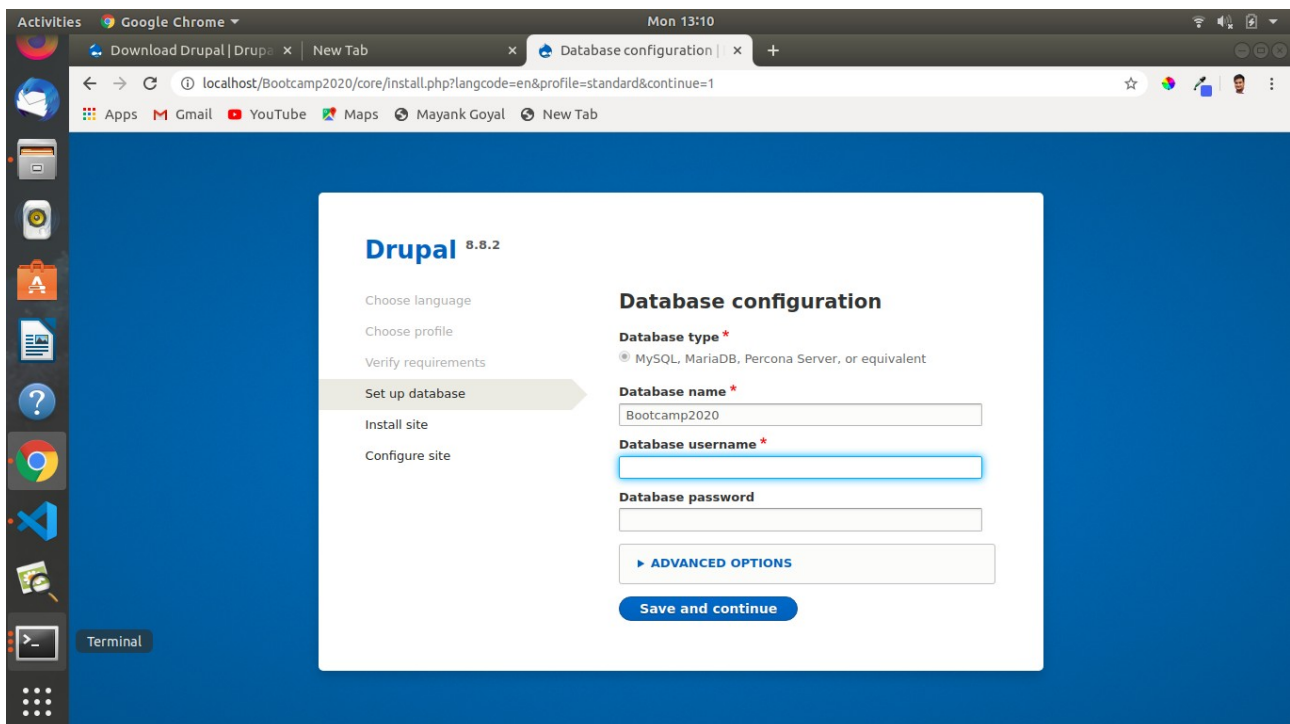 Activities Google Chrome Mon 13:10
Download Drupal | Drupa New Tab Database configuration |
localhost/Bootcamp2020/core/install.php?langcode=en&profile=standard&continue=1
Apps Gmail YouTube Maps Mayank Goyal New Tab
Drupal 8.8.2
Choose language
Choose profile
Verify requirements
Set up database
Install site
Configure site
Database configuration
Database type *
MySQL, MariaDB, Percona Server, or equivalent
Database name *
Bootcamp2020
Database username *
Database password
ADVANCED OPTIONS
Save and continue
Terminal